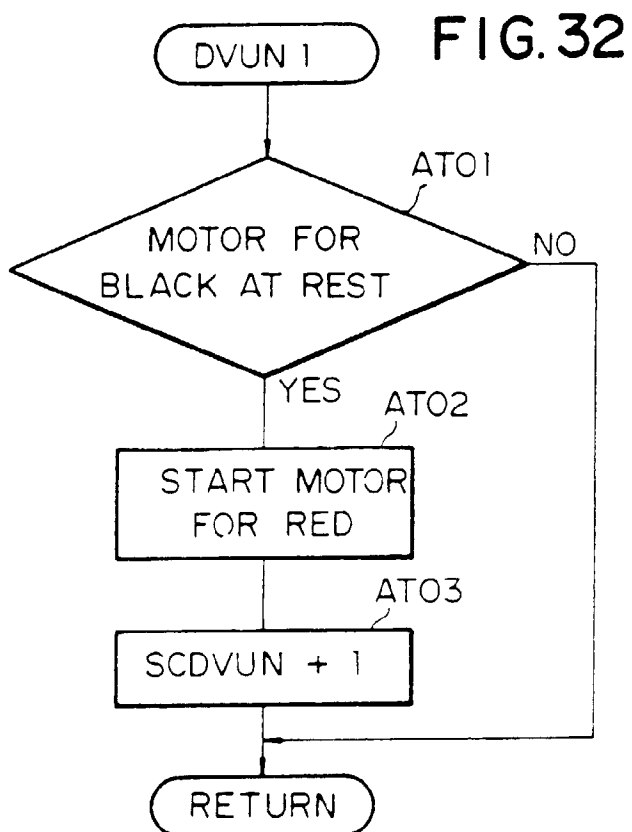 FIG. 32
DVUN 1
AT01
MOTOR FOR
BLACK AT REST
NO
YES
AT02
START MOTOR
FOR RED
AT03
SCDVUN + 1
RETURN